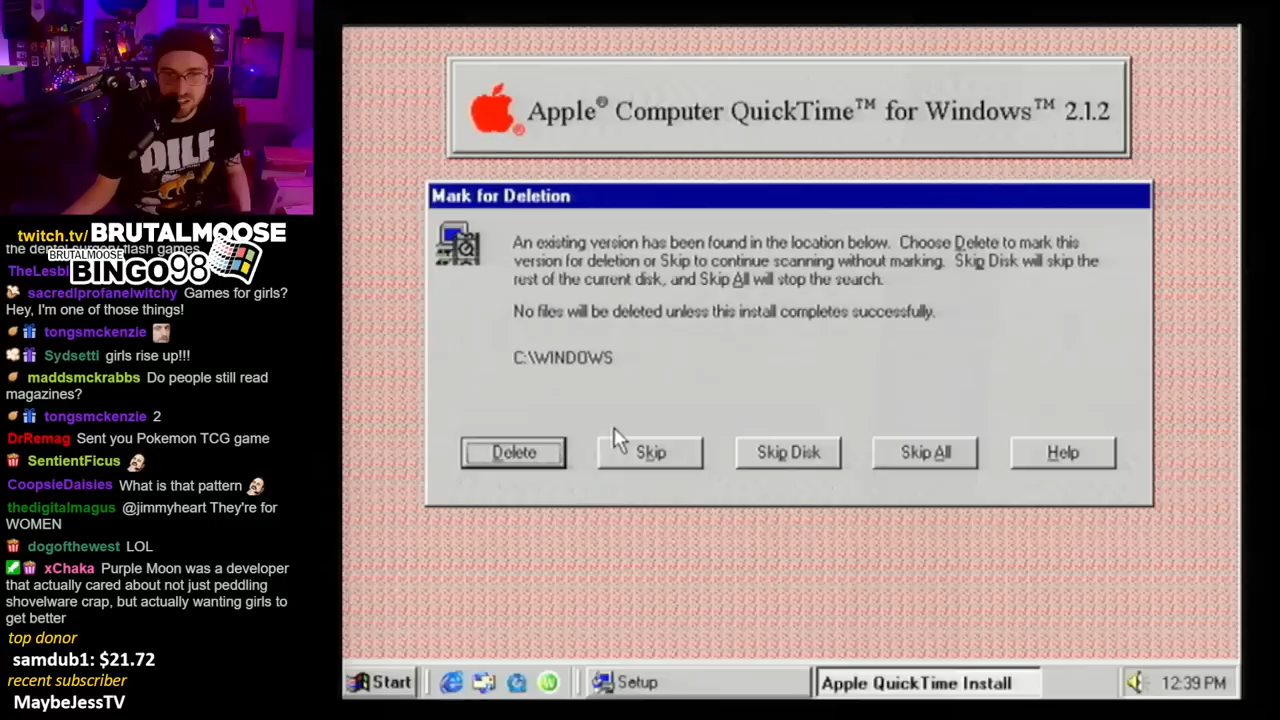 DILF
twitch.tv/BRUTALMOOSE
the dental surgery flash games
BRUTALMOOSE
BINGO98
TheLesbi
sacredlprofanelwitchy Games for girls?
Hey, I'm one of those things!
tongsmckenzie
Sydsetti girls rise up!!!
maddsmckrabbs Do people still read
magazines?
tongsmckenzie 2
DrRemag Sent you Pokemon TCG game
SentientFicus
CoopsieDaisies What is that pattern
thedigitalmagus @jimmyheart They're for
WOMEN
dogofthewest LOL
xChaka Purple Moon was a developer
that actually cared about not just peddling
shovelware crap, but actually wanting girls to
get better
top donor
samdub1: $21.72
recent subscriber
MaybeJessTV
Apple® Computer QuickTime™ for Windows™ 2.1.2
Mark for Deletion
An existing version has been found in the location below. Choose Delete to mark this
version for deletion or Skip to continue scanning without marking. Skip Disk will skip the
rest of the current disk, and Skip All will stop the search.
No files will be deleted unless this install completes successfully.
C:\WINDOWS
Delete Skip Skip Disk Skip All Help
Start Setup Apple QuickTime Install 12:39 PM